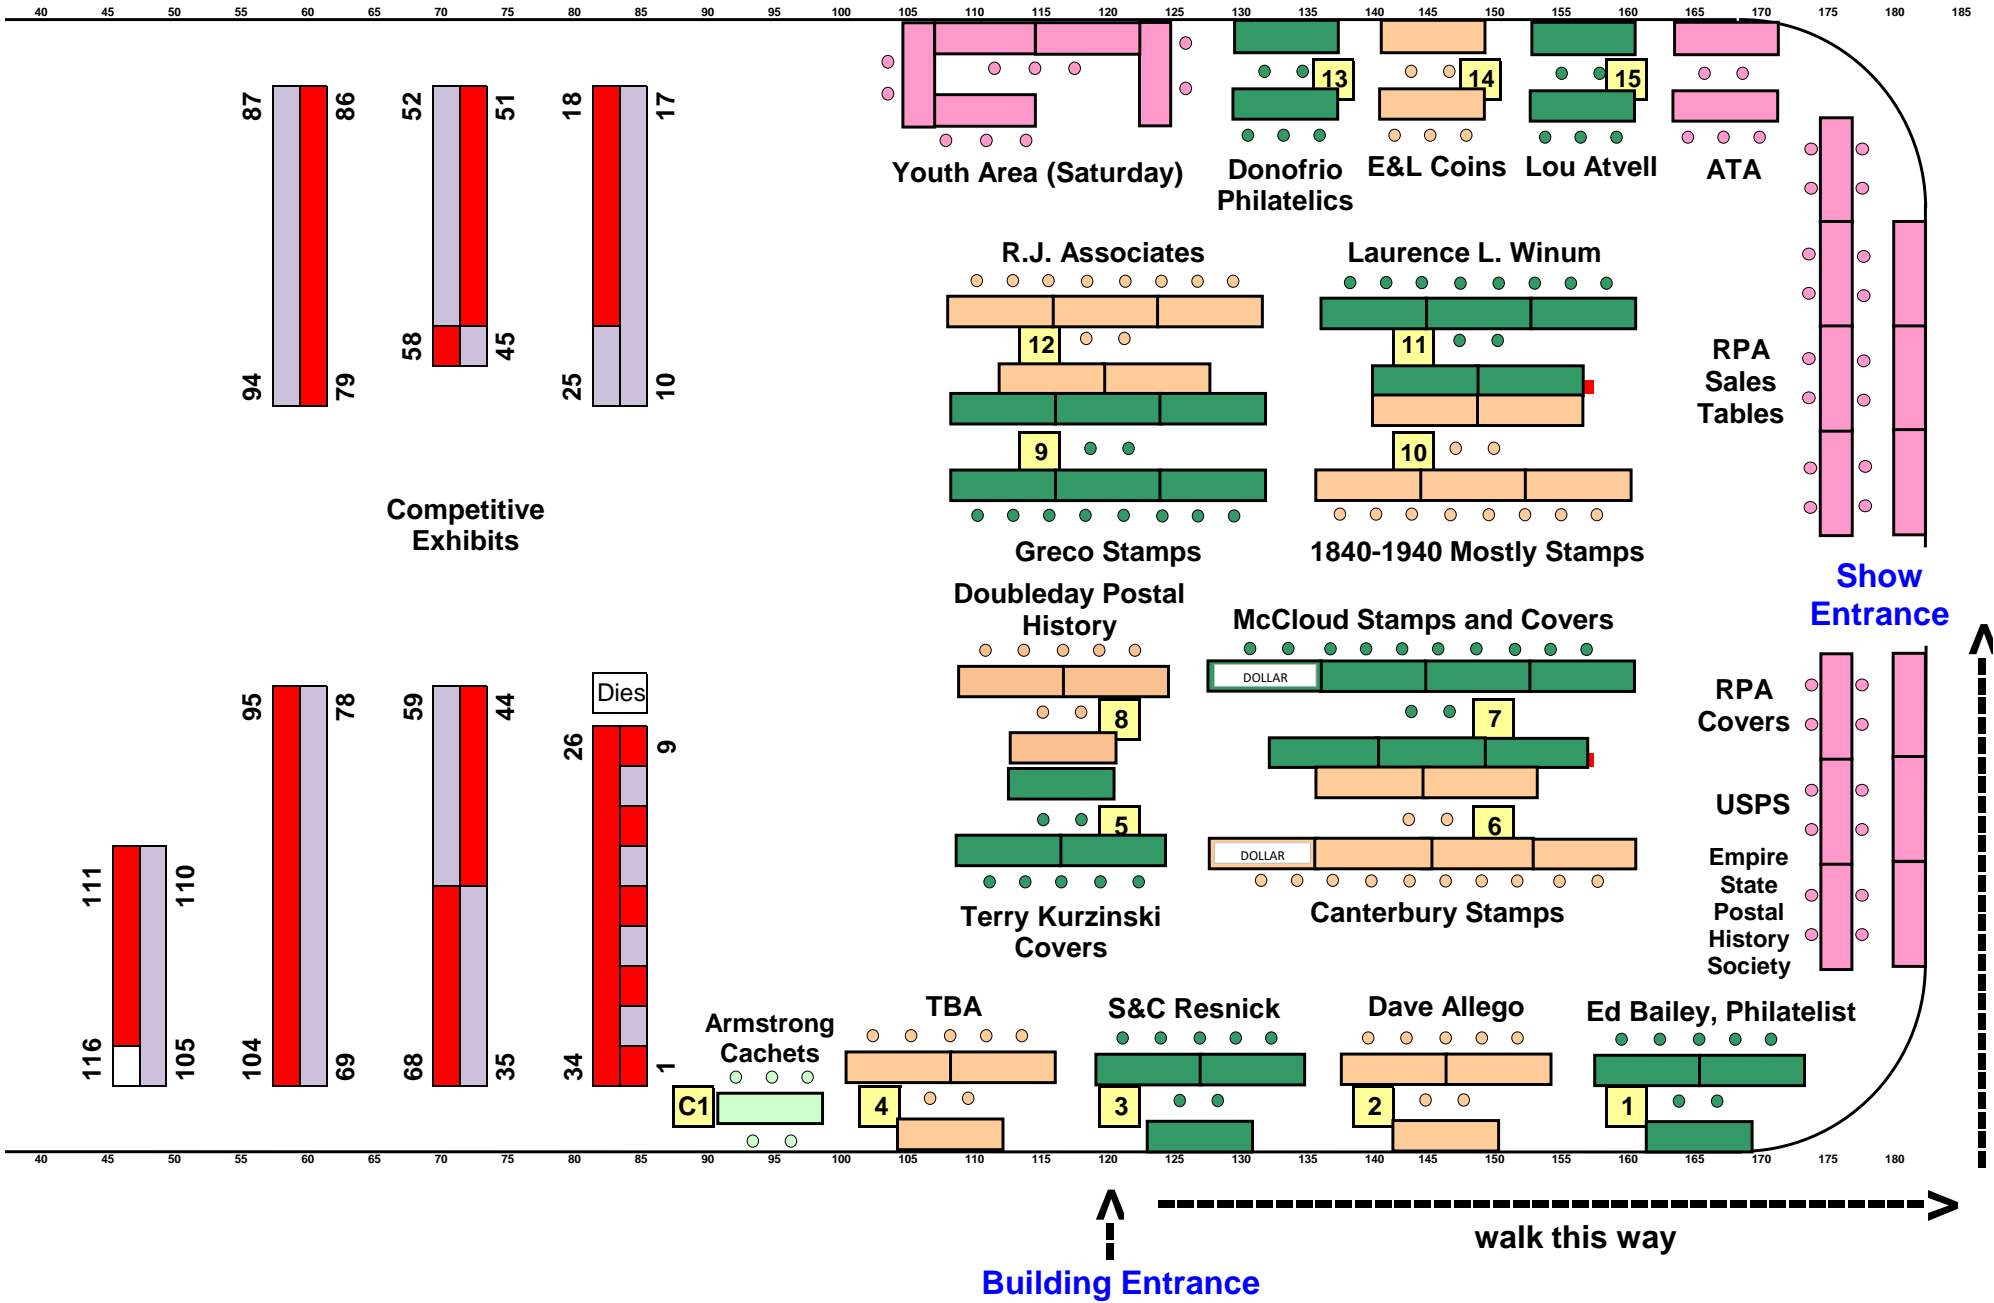 40 45 50 55 60 65 70 75 80 85 90 95 100 105 110 115 120 125 130 135 140 145 150 155 160 165 170 175 180 185
87 86 52 51 18 17
13 14 15
Youth Area (Saturday)
Donofrio
Philatelics
E&L Coins
Lou Atvell
ATA
R.J. Associates
Laurence L. Winum
12
11
58 45
94 79 25 10
RPA
Sales
Tables
9
10
Competitive
Exhibits
Greco Stamps
1840-1940 Mostly Stamps
Show
Entrance
Doubleday Postal
History
McCloud Stamps and Covers
DOLLAR
95 78 59 44
Dies
26 9
8
7
RPA
Covers
USPS
5
6
DOLLAR
111 110
Empire
State
Postal
History
Society
Terry Kurzinski
Covers
Canterbury Stamps
116 105 104 69 68 35 34 1
Armstrong
Cachets
TBA
S&C Resnick
Dave Allego
Ed Bailey, Philatelist
C1
4
3
2
1
40 45 50 55 60 65 70 75 80 85 90 95 100 105 110 115 120 125 130 135 140 145 150 155 160 165 170 175 180
walk this way
Building Entrance